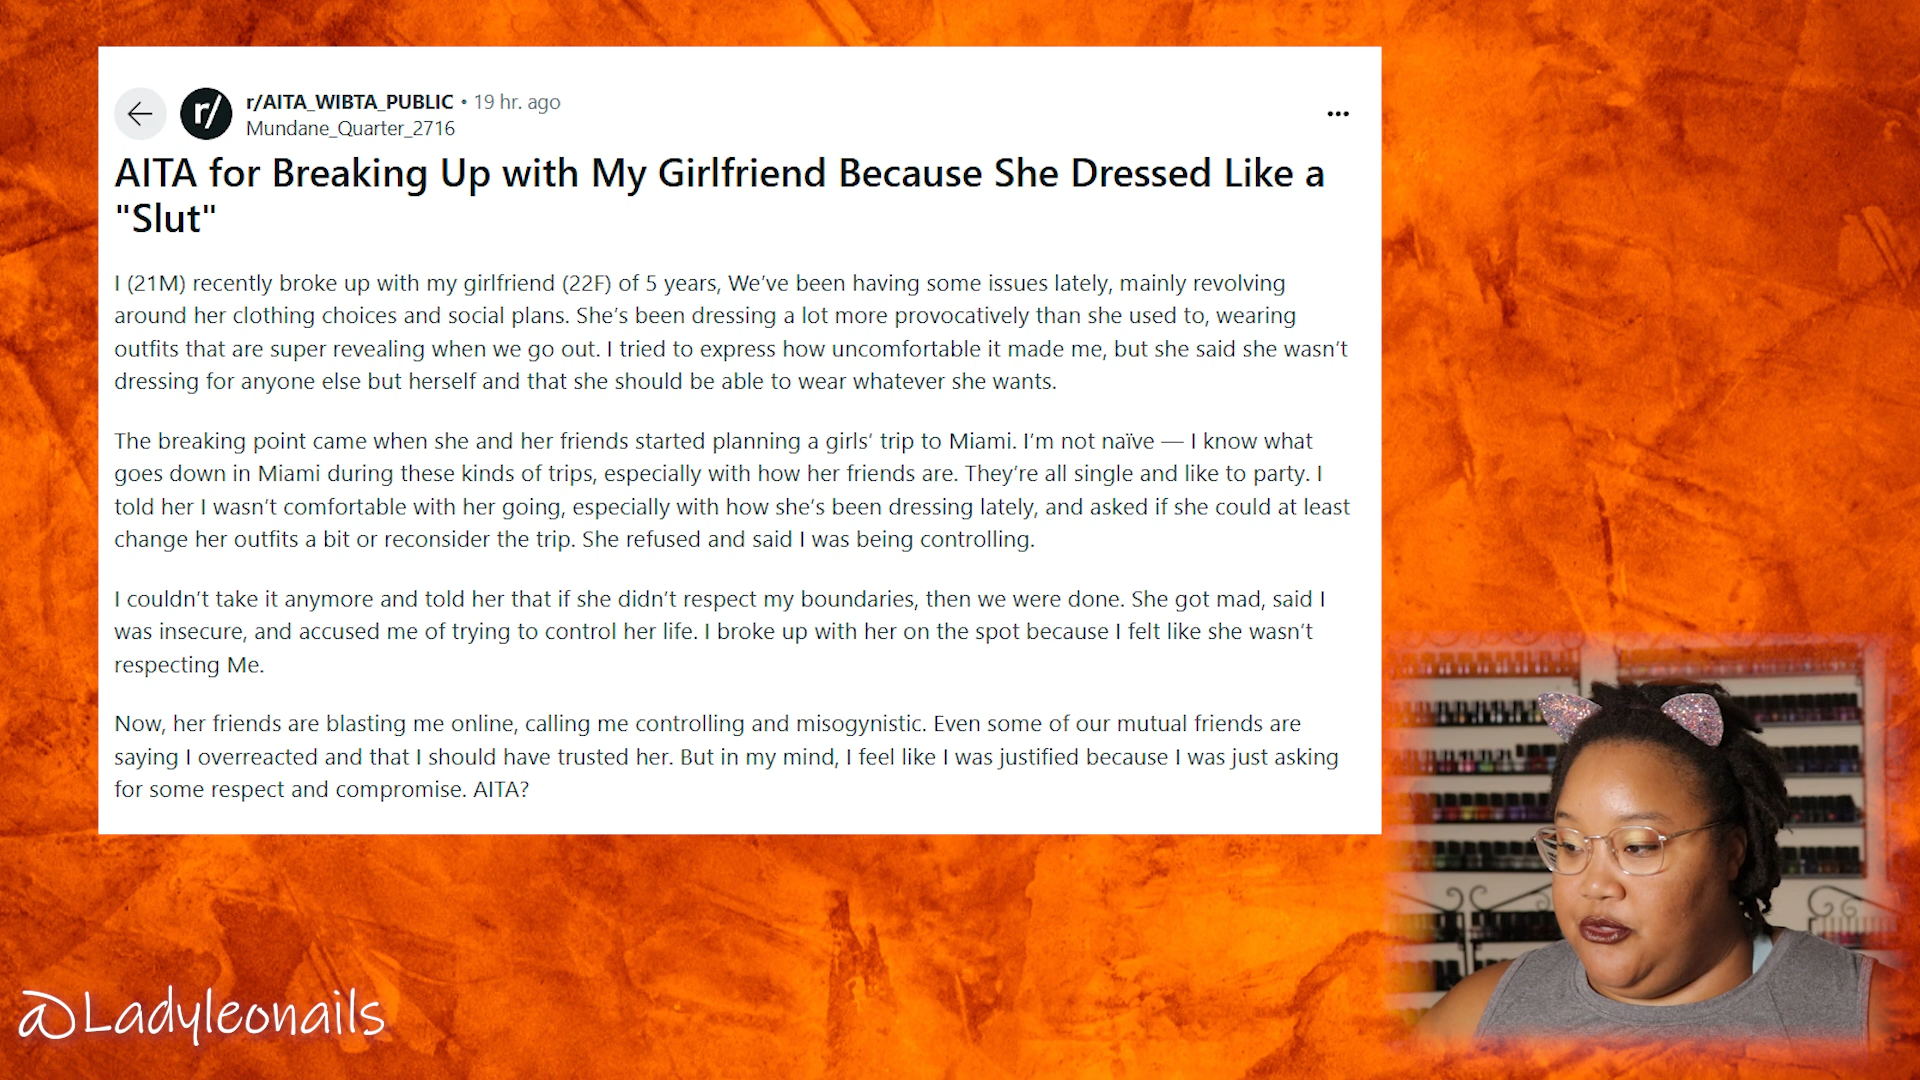 r/AITA_WIBTA_PUBLIC • 19 hr. ago
r/
Mundane_Quarter_2716
AITA for Breaking Up with My Girlfriend Because She Dressed Like a
"Slut"
I (21M) recently broke up with my girlfriend (22F) of 5 years, We’ve been having some issues lately, mainly revolving
around her clothing choices and social plans. She’s been dressing a lot more provocatively than she used to, wearing
outfits that are super revealing when we go out. I tried to express how uncomfortable it made me, but she said she wasn’t
dressing for anyone else but herself and that she should be able to wear whatever she wants.
The breaking point came when she and her friends started planning a girls’ trip to Miami. I’m not naïve — I know what
goes down in Miami during these kinds of trips, especially with how her friends are. They’re all single and like to party. I
told her I wasn’t comfortable with her going, especially with how she’s been dressing lately, and asked if she could at least
change her outfits a bit or reconsider the trip. She refused and said I was being controlling.
I couldn’t take it anymore and told her that if she didn’t respect my boundaries, then we were done. She got mad, said I
was insecure, and accused me of trying to control her life. I broke up with her on the spot because I felt like she wasn’t
respecting Me.
Now, her friends are blasting me online, calling me controlling and misogynistic. Even some of our mutual friends are
saying I overreacted and that I should have trusted her. But in my mind, I feel like I was justified because I was just asking
for some respect and compromise. AITA?
@Ladyleonails